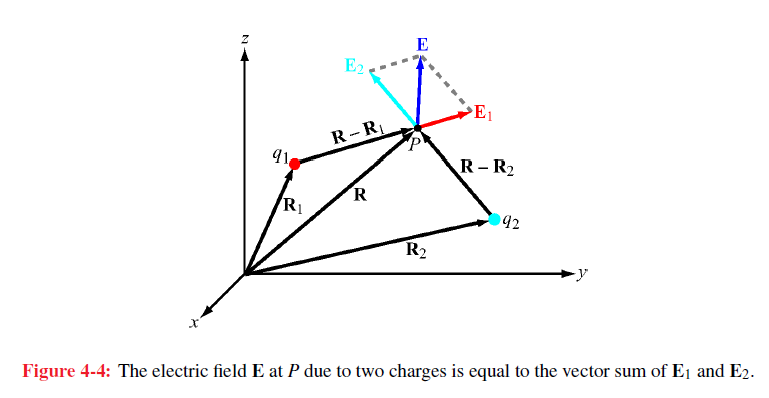 z
E
E₂
E₁
R – R₁
P
q₁
R – R₂
R₁
R
q₂
R₂
y
x
Figure 4-4: The electric field E at P due to two charges is equal to the vector sum of E₁ and E₂.